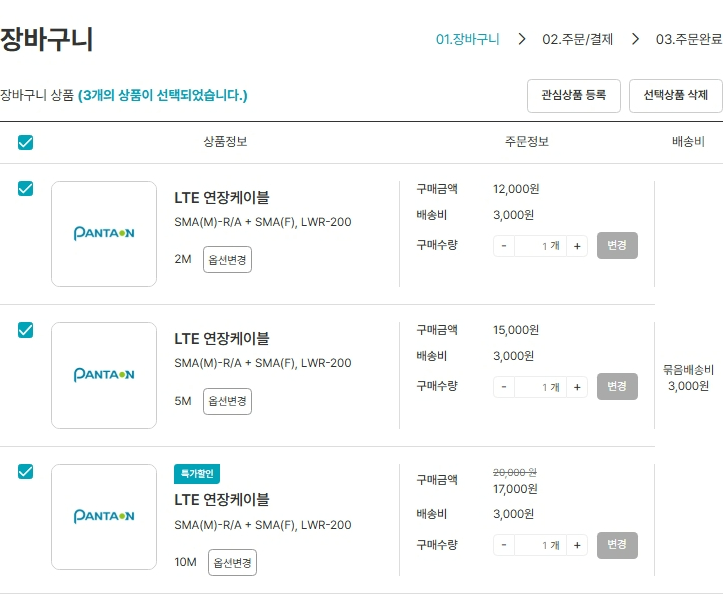 장바구니
01.장바구니 > 02.주문/결제 > 03.주문완료
장바구니 상품 (3개의 상품이 선택되었습니다.)
관심상품 등록
선택상품 삭제
상품정보
주문정보
배송비
PANTAON
LTE 연장케이블
SMA(M)-R/A + SMA(F), LWR-200
2M
옵션변경
구매금액 12,000원
배송비 3,000원
구매수량 - 1 개 + 변경
PANTAON
LTE 연장케이블
SMA(M)-R/A + SMA(F), LWR-200
5M
옵션변경
구매금액 15,000원
배송비 3,000원
구매수량 - 1 개 + 변경
묶음배송비
3,000원
PANTAON
특가할인
LTE 연장케이블
SMA(M)-R/A + SMA(F), LWR-200
10M
옵션변경
20,000 원
구매금액 17,000원
배송비 3,000원
구매수량 - 1 개 + 변경